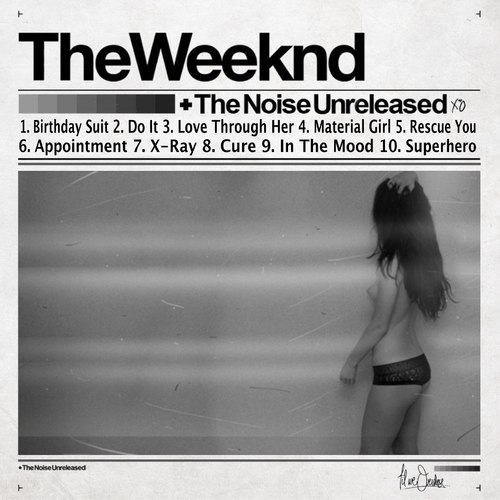 TheWeeknd
+ The Noise Unreleased XO
1. Birthday Suit 2. Do It 3. Love Through Her 4. Material Girl 5. Rescue You
6. Appointment 7. X-Ray 8. Cure 9. In The Mood 10. Superhero
+ The Noise Unreleased